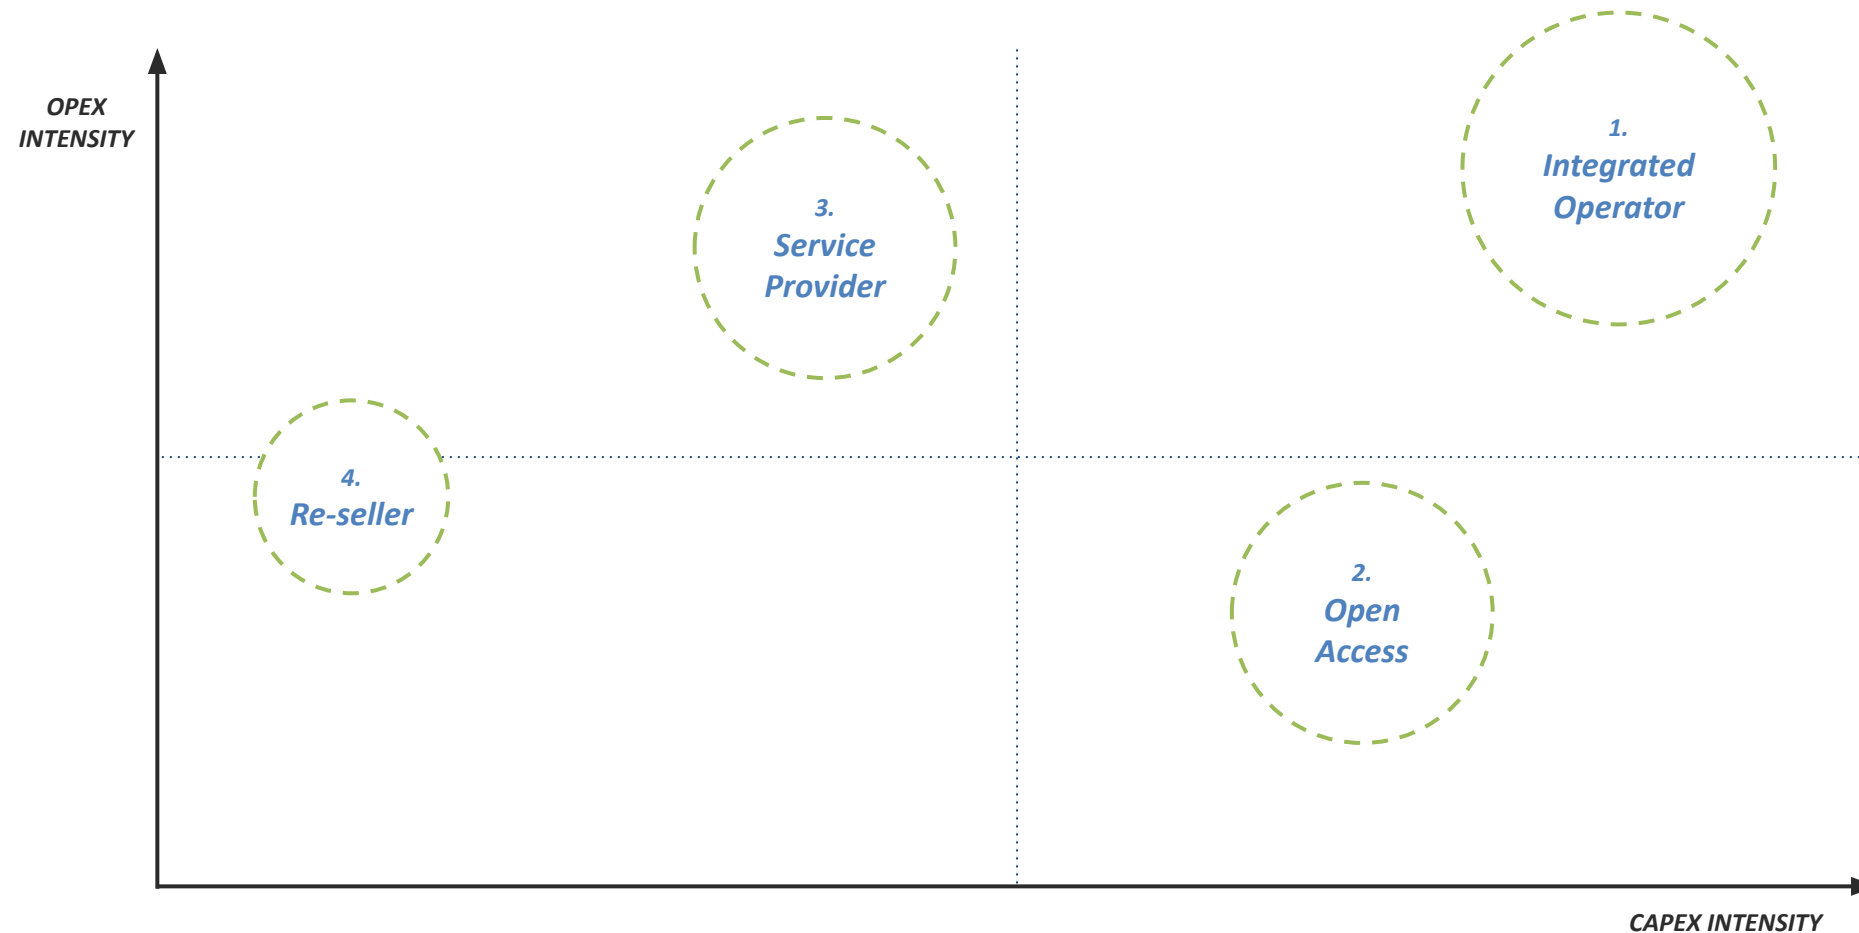 OPEX
INTENSITY
1.
Integrated
Operator
3.
Service
Provider
4.
Re-seller
2.
Open
Access
CAPEX INTENSITY